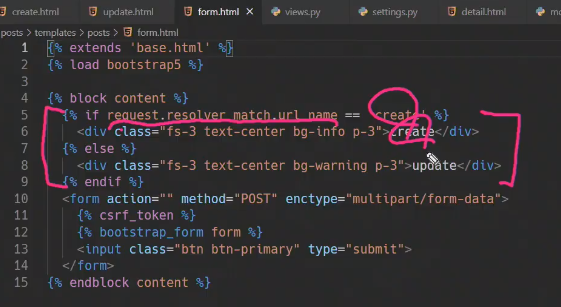 create.html update.html form.html views.py settings.py detail.html
posts > templates > posts > form.html
1 {% extends 'base.html' %}
2 {% load bootstrap5 %}
3
4 {% block content %}
5 {% if request.resolver_match.url_name == 'create' %}
6 <div class="fs-3 text-center bg-info p-3">create</div>
7 {% else %}
8 <div class="fs-3 text-center bg-warning p-3">update</div>
9 {% endif %}
10 <form action="" method="POST" enctype="multipart/form-data">
11 {% csrf_token %}
12 {% bootstrap_form form %}
13 <input class="btn btn-primary" type="submit">
14 </form>
15 {% endblock content %}